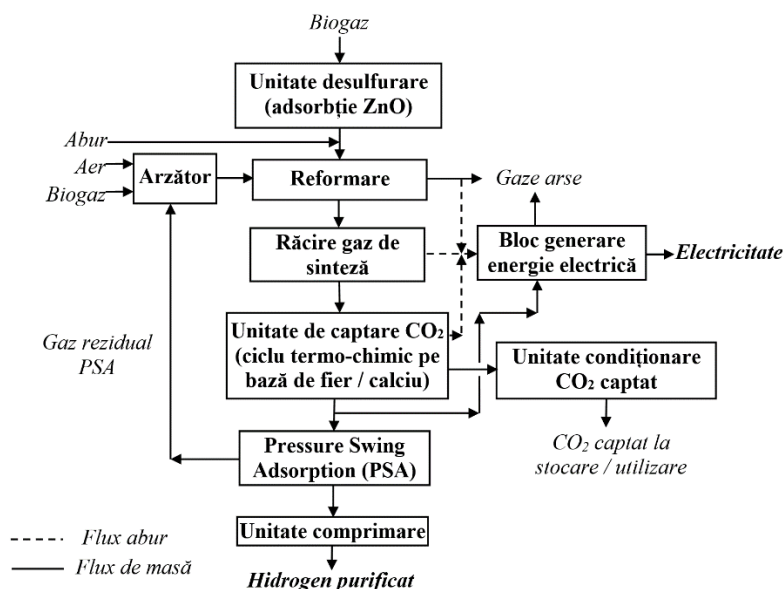 Biogaz
Unitate desulfurare
(adsorbție ZnO)
Abur
Aer
Biogaz
Arzător
Reformare
Gaze arse
Răcire gaz de
sinteză
Bloc generare
energie electrică
Electricitate
Gaz rezidual
PSA
Unitate de captare CO₂
(ciclu termo-chimic pe
bază de fier / calciu)
Unitate condiționare
CO₂ captat
Pressure Swing
Adsorption (PSA)
CO₂ captat la
stocare / utilizare
Unitate comprimare
Flux abur
Flux de masă
Hidrogen purificat